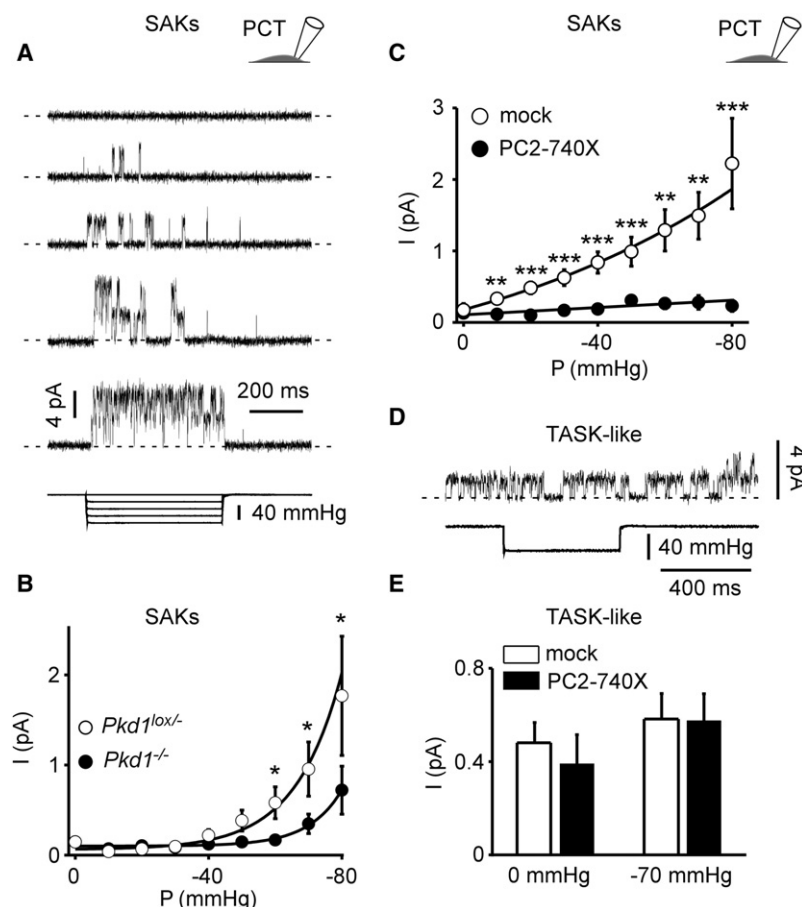 A
SAKs
PCT
4 pA
200 ms
40 mmHg
B
SAKs
I (pA)
2
1
0
Pkd1lox/-
Pkd1-/-
*
*
*
0
-40
-80
P (mmHg)
C
SAKs
PCT
I (pA)
3
2
1
0
mock
PC2-740X
**
***
***
***
***
**
**
***
0
-40
-80
P (mmHg)
D
TASK-like
4 pA
40 mmHg
400 ms
E
TASK-like
I (pA)
0.8
0.4
0
mock
PC2-740X
0 mmHg
-70 mmHg